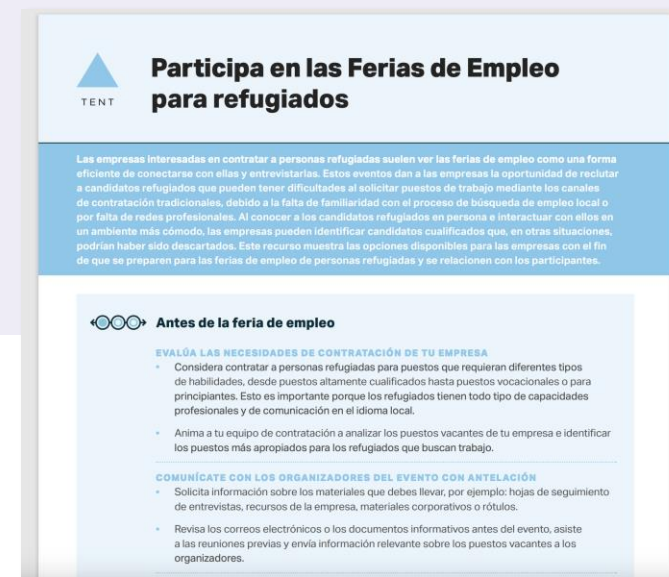 TENT
Participa en las Ferias de Empleo
para refugiados
Las empresas interesadas en contratar a personas refugiadas suelen ver las ferias de empleo como una forma
eficiente de conectarse con ellas y entrevistarlas. Estos eventos dan a las empresas la oportunidad de reclutar
a candidatos refugiados que pueden tener dificultades al solicitar puestos de trabajo mediante los canales
de contratación tradicionales, debido a la falta de familiaridad con el proceso de búsqueda de empleo local o
por falta de redes profesionales. Al conocer a los candidatos refugiados en persona e interactuar con ellos en
un ambiente más cómodo, las empresas pueden identificar candidatos cualificados que, en otras situaciones,
podrían haber sido descartados. Este recurso muestra las opciones disponibles para las empresas con el fin
de que se preparen para las ferias de empleo de personas refugiadas y se relacionen con los participantes.
Antes de la feria de empleo
EVALÚA LAS NECESIDADES DE CONTRATACIÓN DE TU EMPRESA
• Considera contratar a personas refugiadas para puestos que requieran diferentes tipos
de habilidades, desde puestos altamente cualificados hasta puestos vocacionales o para
principiantes. Esto es importante porque los refugiados tienen todo tipo de capacidades
profesionales y de comunicación en el idioma local.
• Anima a tu equipo de contratación a analizar los puestos vacantes de tu empresa e identificar
los puestos más apropiados para los refugiados que buscan trabajo.
COMUNÍCATE CON LOS ORGANIZADORES DEL EVENTO CON ANTELACIÓN
• Solicita información sobre los materiales que debes llevar, por ejemplo: hojas de seguimiento
de entrevistas, recursos de la empresa, materiales corporativos o rótulos.
• Revisa los correos electrónicos o los documentos informativos antes del evento, asiste
a las reuniones previas y envía información relevante sobre los puestos vacantes a los
organizadores.